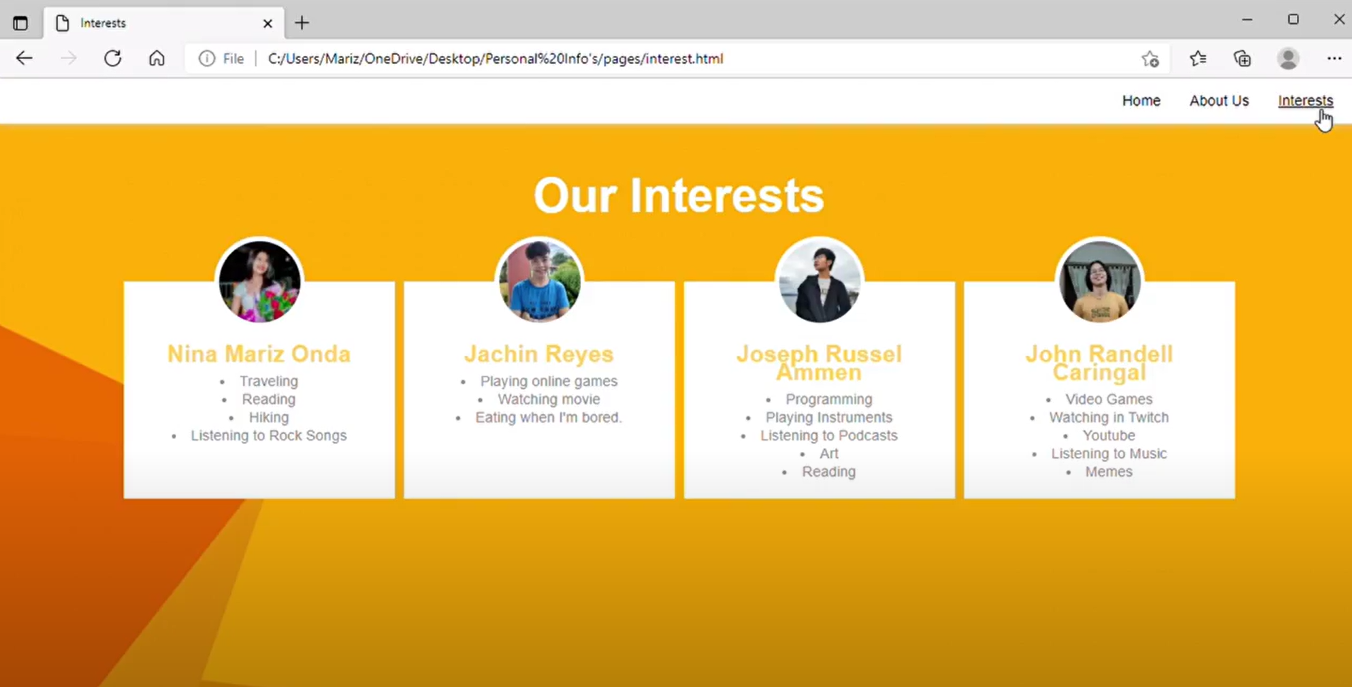 Interests
File
C:/Users/Mariz/OneDrive/Desktop/Personal%20Info's/pages/interest.html
Home
About Us
Interests
Our Interests
Nina Mariz Onda
• Traveling
• Reading
• Hiking
• Listening to Rock Songs
Jachin Reyes
• Playing online games
• Watching movie
• Eating when I'm bored.
Joseph Russel
Ammen
• Programming
• Playing Instruments
• Listening to Podcasts
• Art
• Reading
John Randell
Caringal
• Video Games
• Watching in Twitch
• Youtube
• Listening to Music
• Memes